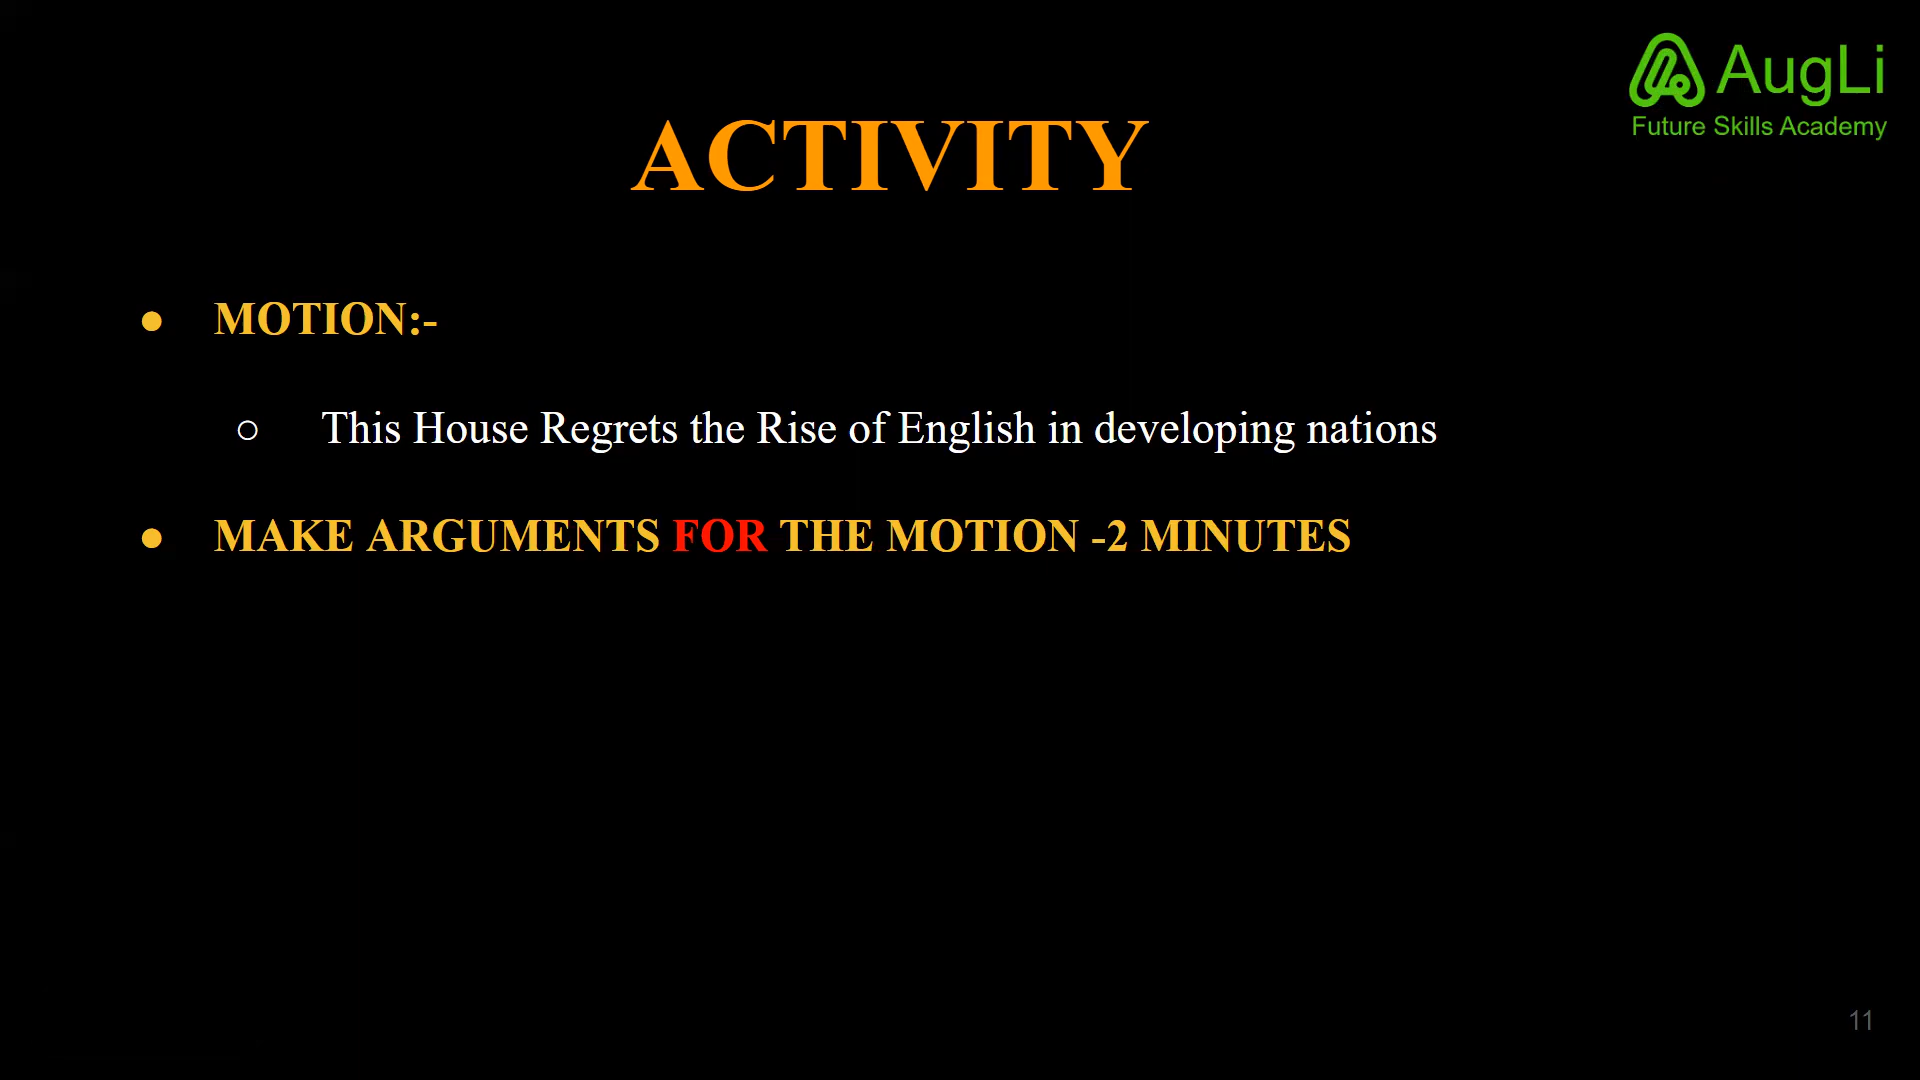 AugLi
Future Skills Academy
ACTIVITY
● MOTION:-
○ This House Regrets the Rise of English in developing nations
● MAKE ARGUMENTS FOR THE MOTION -2 MINUTES
11